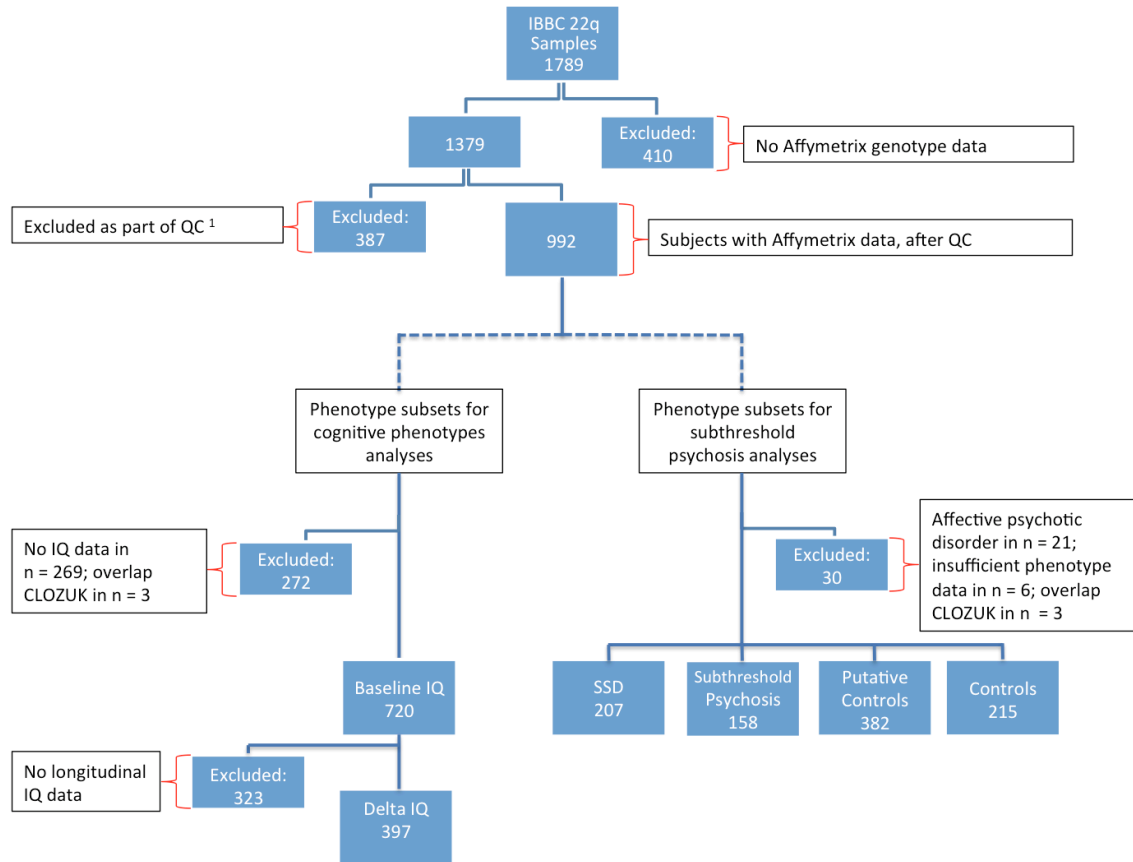 IBBC 22q
Samples
1789
1379
Excluded:
410
No Affymetrix genotype data
Excluded as part of QC 1
Excluded:
387
992
Subjects with Affymetrix data, after QC
Phenotype subsets for
cognitive phenotypes
analyses
Phenotype subsets for
subthreshold
psychosis analyses
No IQ data in
n = 269; overlap
CLOZUK in n = 3
Excluded:
272
Excluded:
30
Affective psychotic
disorder in n = 21;
insufficient phenotype
data in n = 6; overlap
CLOZUK in n = 3
Baseline IQ
720
SSD
207
Subthreshold
Psychosis
158
Putative
Controls
382
Controls
215
No longitudinal
IQ data
Excluded:
323
Delta IQ
397